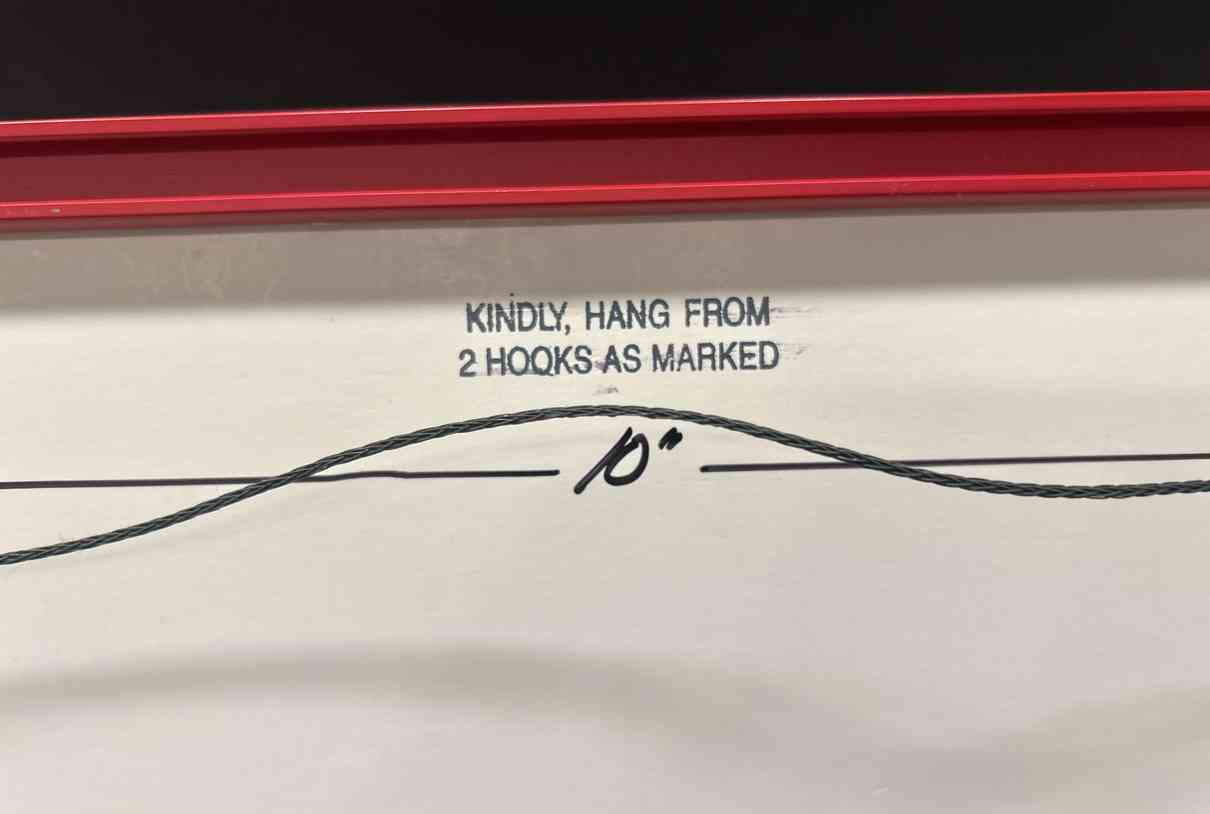 KINDLY, HANG FROM
2 HOOKS AS MARKED
10"